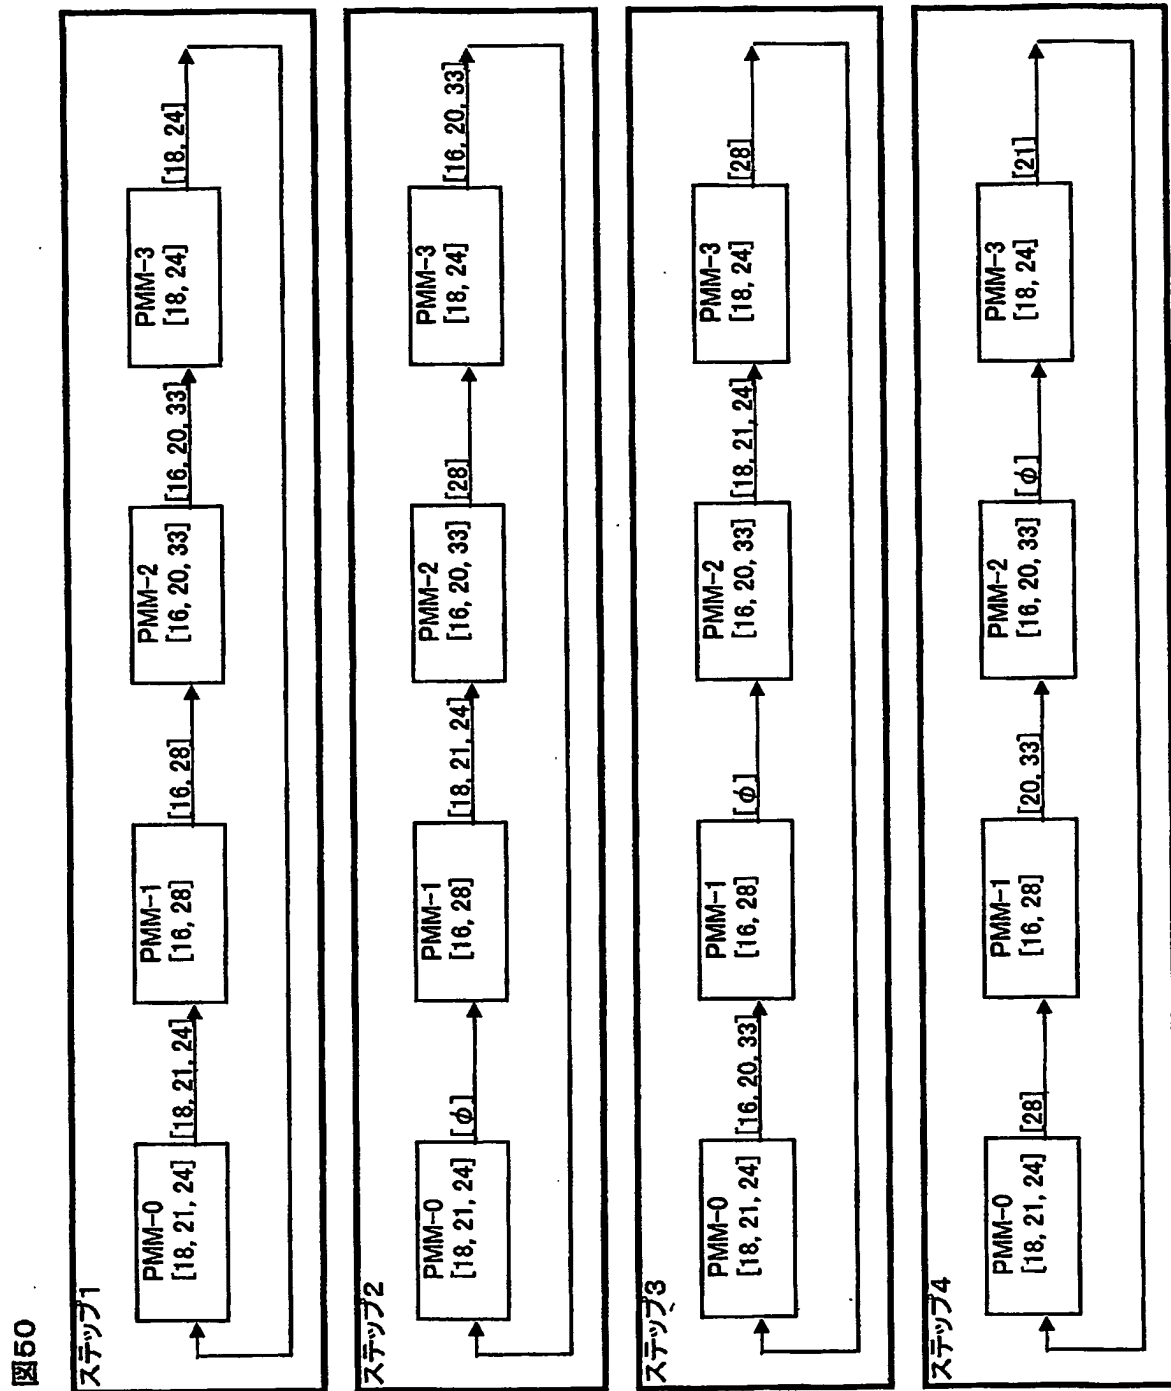 図50
ステップ1
PMM-0
[18, 21, 24]
[18, 21, 24]
PMM-1
[16, 28]
[16, 28]
PMM-2
[16, 20, 33]
[16, 20, 33]
PMM-3
[18, 24]
[18, 24]
ステップ2
PMM-0
[18, 21, 24]
[φ]
PMM-1
[16, 28]
[18, 21, 24]
PMM-2
[16, 20, 33]
[28]
PMM-3
[18, 24]
[16, 20, 33]
ステップ3
PMM-0
[18, 21, 24]
[16, 20, 33]
PMM-1
[16, 28]
[φ]
PMM-2
[16, 20, 33]
[18, 21, 24]
PMM-3
[18, 24]
[28]
ステップ4
PMM-0
[18, 21, 24]
[28]
PMM-1
[16, 28]
[20, 33]
PMM-2
[16, 20, 33]
[φ]
PMM-3
[18, 24]
[21]